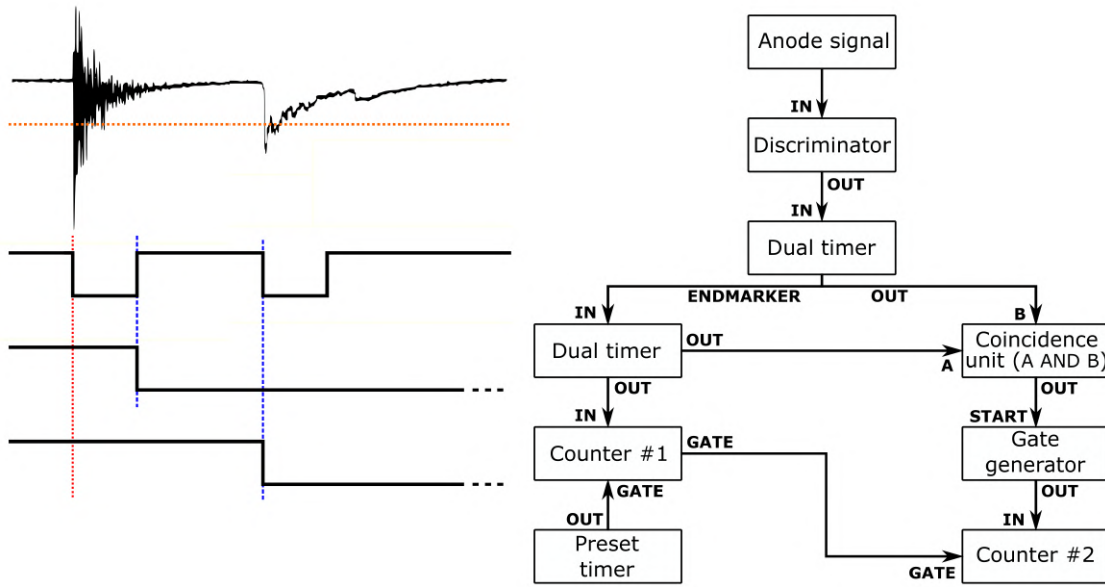 Anode signal
IN
Discriminator
OUT
IN
Dual timer
ENDMARKER
OUT
IN
B
Dual timer
OUT
A
Coincidence
unit (A AND B)
OUT
OUT
IN
START
Counter #1
GATE
Gate
generator
GATE
OUT
OUT
IN
Preset
timer
GATE
Counter #2